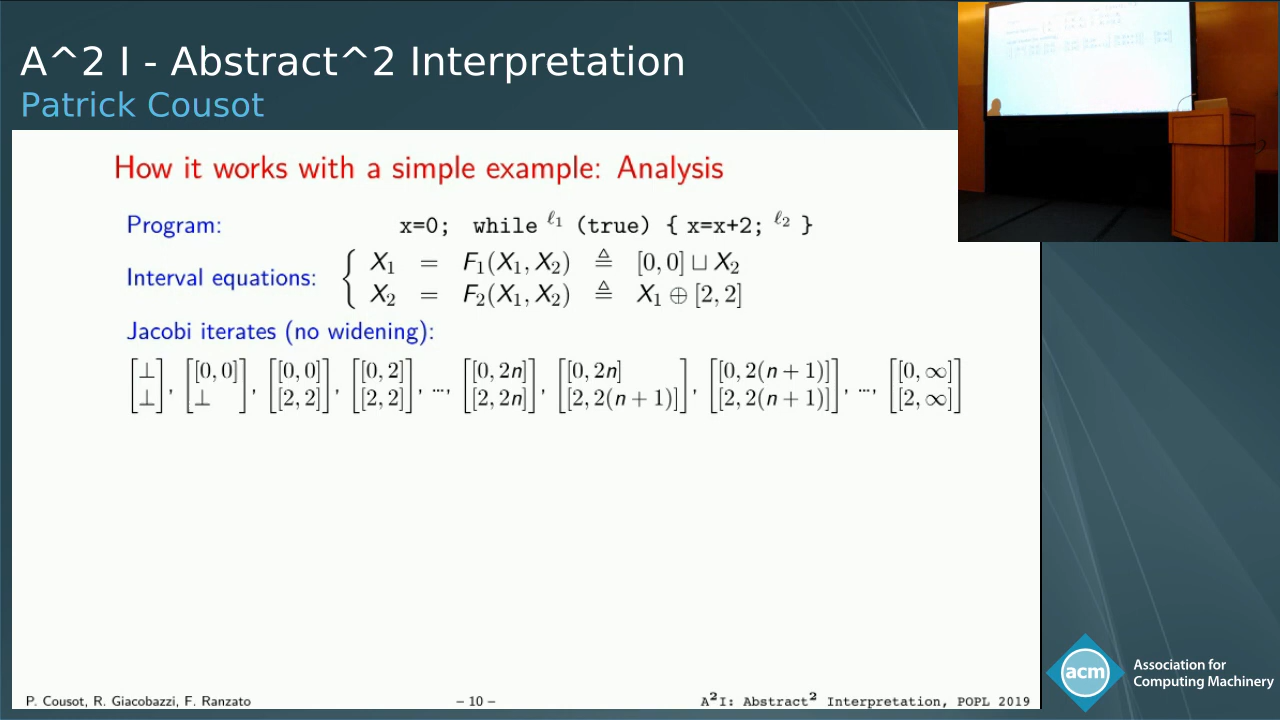 A^2 I - Abstract^2 Interpretation
Patrick Cousot
How it works with a simple example: Analysis
Program: x=0; while ℓ1 (true) { x=x+2; ℓ2 }
Interval equations: { X1 = F1(X1, X2) ≜ [0, 0] ⊔ X2
X2 = F2(X1, X2) ≜ X1 ⊕ [2, 2]
Jacobi iterates (no widening):
[⊥ ⊥], [[0, 0] ⊥], [[0, 0] [2, 2]], [[0, 2] [2, 2]], ..., [[0, 2n] [2, 2n]], [[0, 2n] [2, 2(n + 1)]], [[0, 2(n + 1)] [2, 2(n + 1)]], ..., [[0, ∞] [2, ∞]]
P. Cousot, R. Giacobazzi, F. Ranzato
– 10 –
A²I: Abstract² Interpretation, POPL 2019
acm
Association for
Computing Machinery